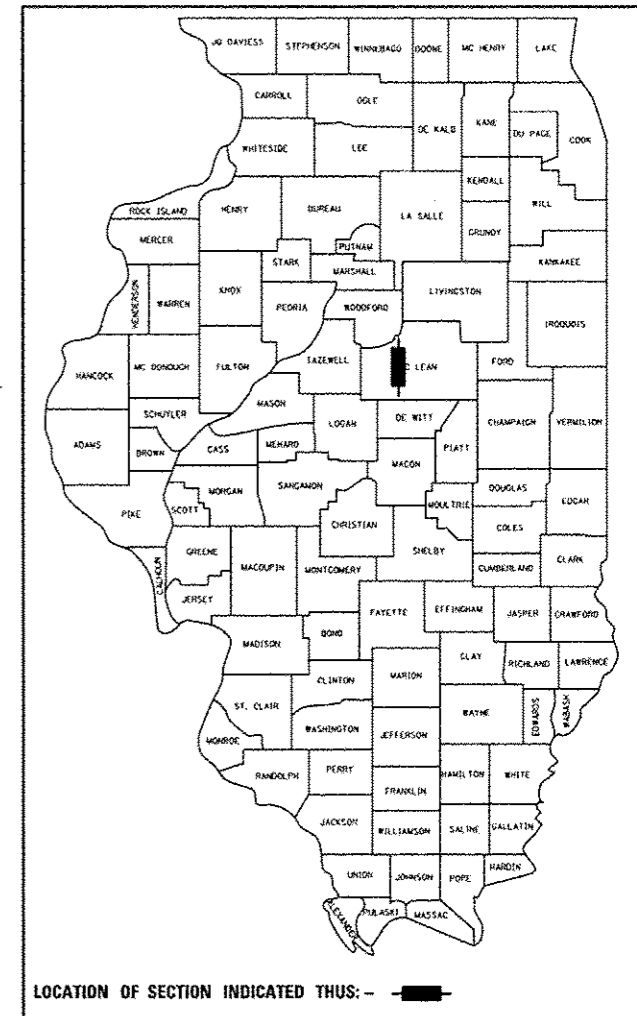 JO DAVIESS STEPHENSON WINNEBAGO BOONE MC HENRY LAKE
CARROLL OGLE DE KALB KANE DU PAGE COOK
WHITESIDE LEE KENDALL WILL
ROCK ISLAND HENRY BUREAU LA SALLE GRUNDY
MERCER STARK PUTNAM MARSHALL KANKAKEE
HENDERSON WARREN KNOX PEORIA WOODFORD LIVINGSTON IROQUOIS
HANCOCK MC DONOUGH FULTON TAZEWELL LEAN FORD
SCHUYLER MASON LOGAN DE WITT CHAMPAIGN VERMILION
ADAMS BROWN CASS MENARD MACON PIATT
PIKE SCOTT MORGAN SANGAMON CHRISTIAN MOULTRIE DOUGLAS EDGAR
COLES
CALHOUN GREENE MACOUPIN MONTGOMERY SHELBY CUMBERLAND CLARK
JERSEY FAYETTE EFFINGHAM JASPER CRAWFORD
MADISON BOND
CLAY RICHLAND LAWRENCE
CLINTON MARION
ST. CLAIR WASHINGTON WAYNE EDWARDS WABASH
MONROE JEFFERSON
RANDOLPH PERRY HAMILTON WHITE
FRANKLIN
JACKSON WILLIAMSON SALINE GALLATIN
UNION JOHNSON POPE HARDIN
ALEXANDER PULASKI MASSAC
LOCATION OF SECTION INDICATED THUS: -